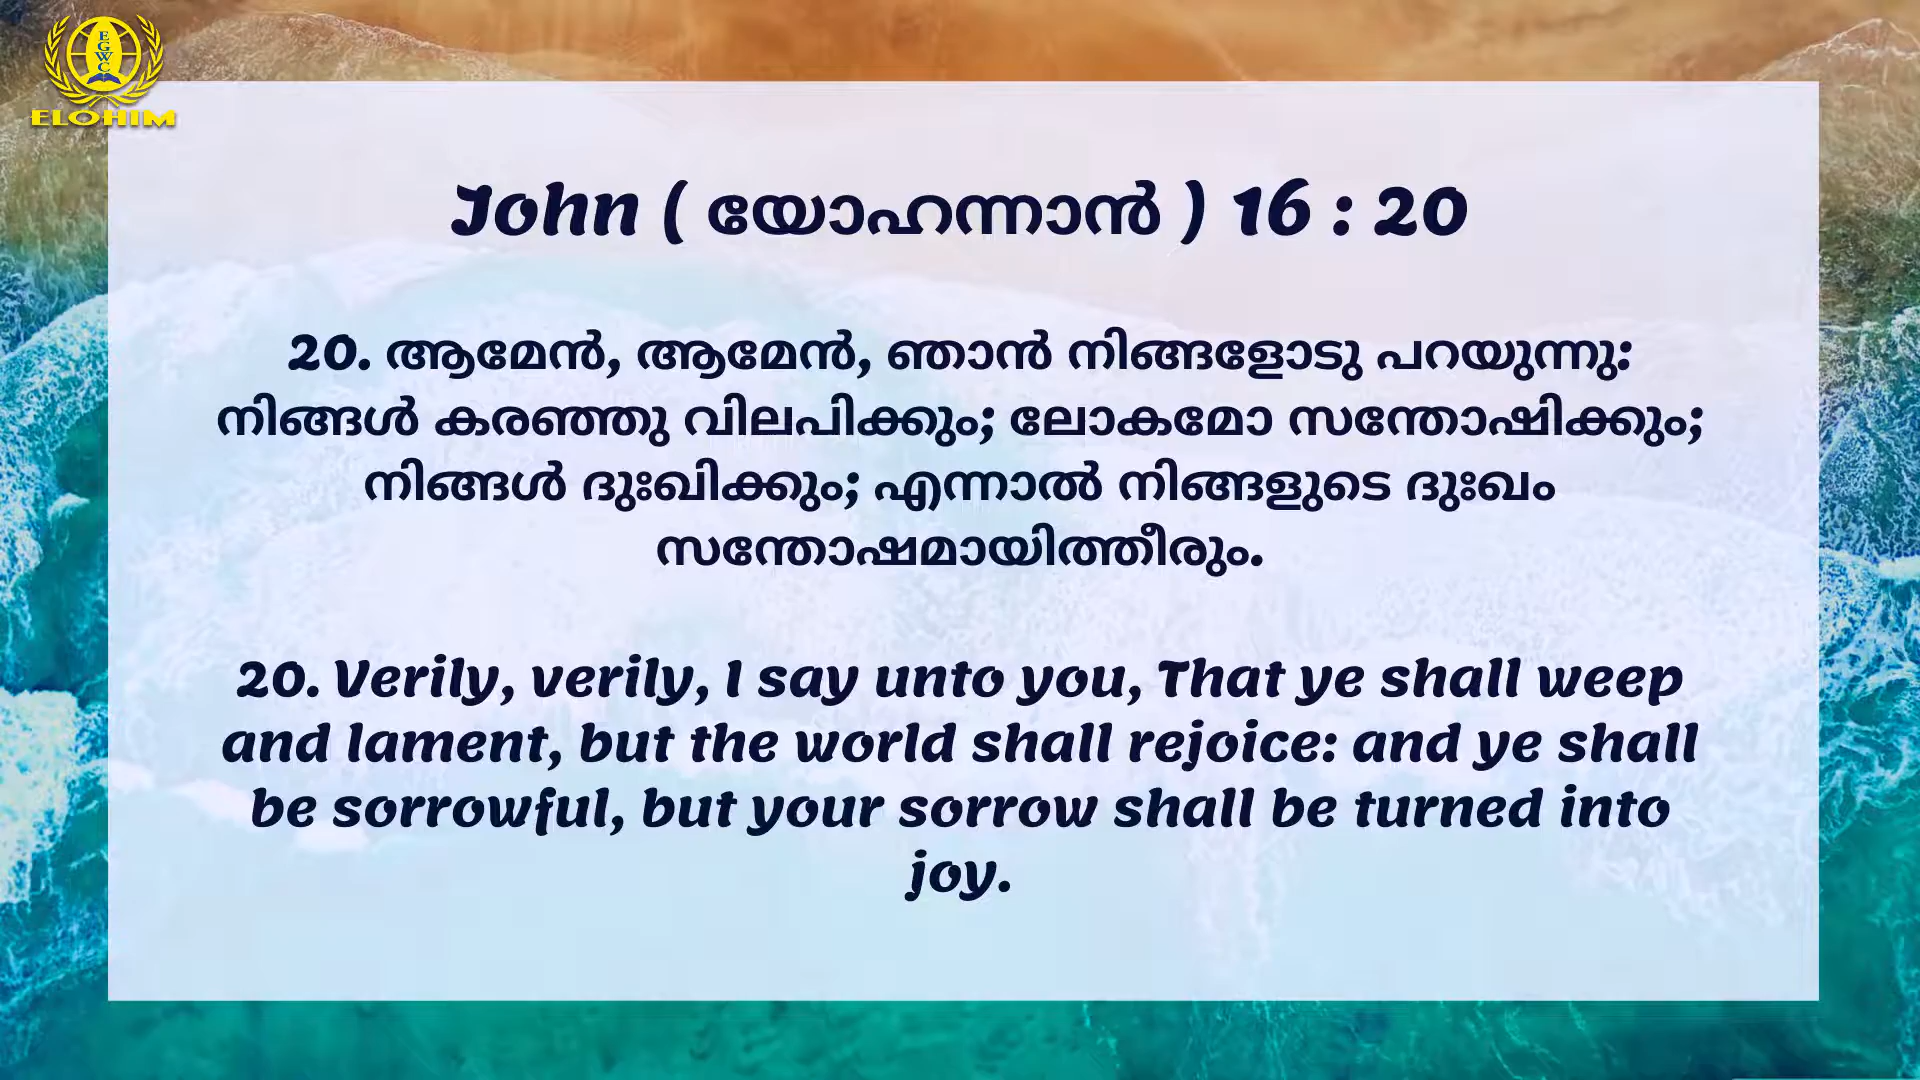 EGWC
ELOHIM
John ( യോഹന്നാൻ ) 16 : 20
20. ആമേൻ, ആമേൻ, ഞാൻ നിങ്ങളോടു പറയുന്നു:
നിങ്ങൾ കരഞ്ഞു വിലപിക്കും; ലോകമോ സന്തോഷിക്കും;
നിങ്ങൾ ദുഃഖിക്കും; എന്നാൽ നിങ്ങളുടെ ദുഃഖം
സന്തോഷമായിത്തീരും.
20. Verily, verily, I say unto you, That ye shall weep
and lament, but the world shall rejoice: and ye shall
be sorrowful, but your sorrow shall be turned into
joy.